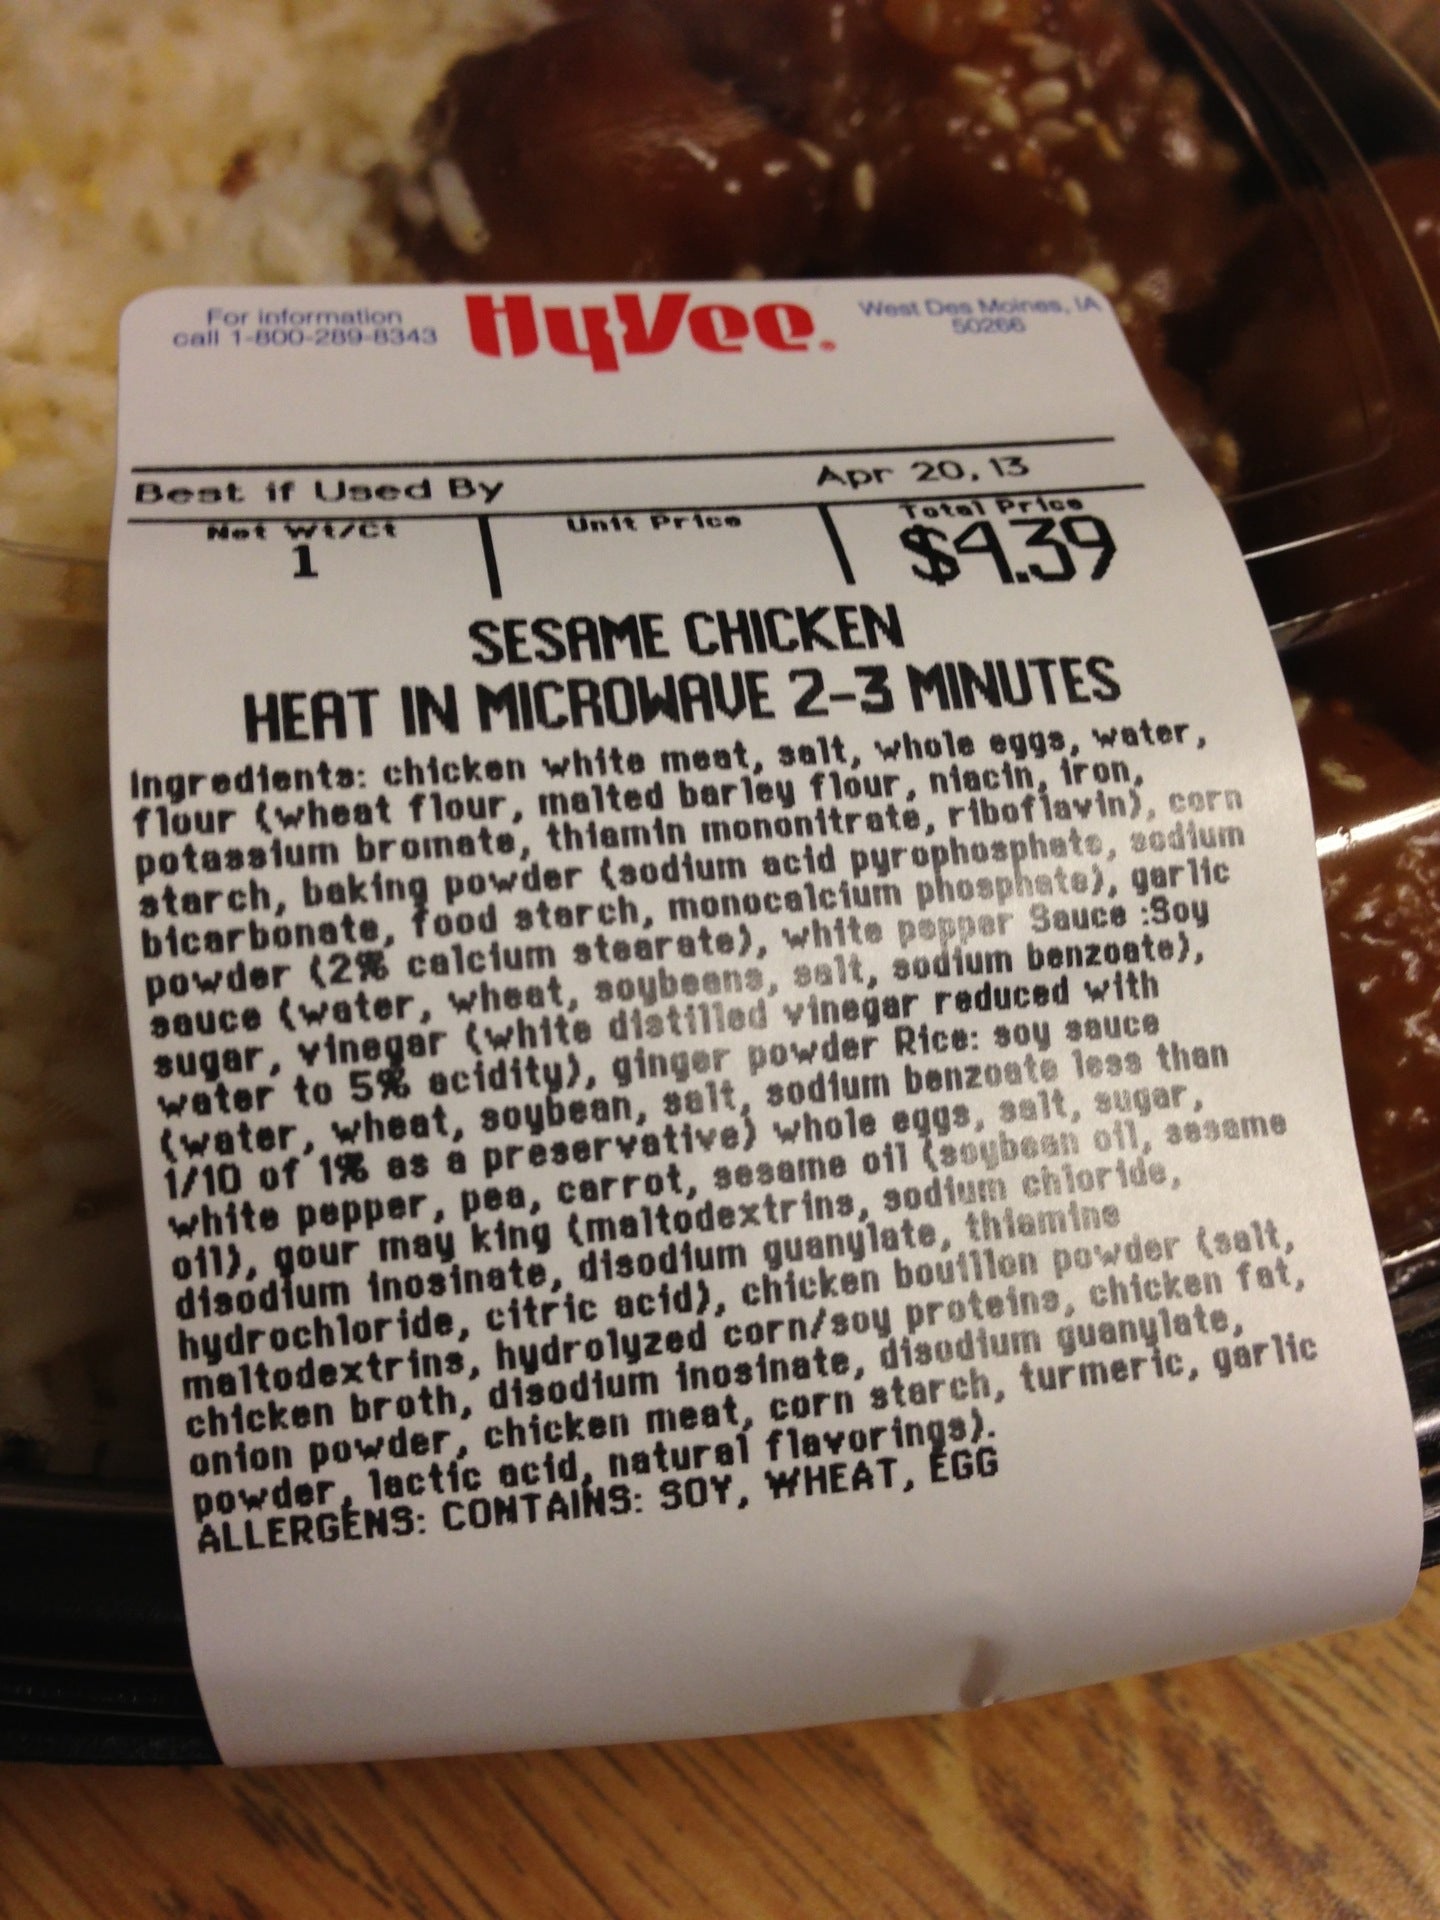 For information
call 1-800-289-8343
HyVee.
West Des Moines, IA
50266
Best if Used By Apr 20, 13
Net Wt/Ct Unit Price Total Price
1 $4.39
SESAME CHICKEN
HEAT IN MICROWAVE 2-3 MINUTES
Ingredients: chicken white meat, salt, whole eggs, water,
flour (wheat flour, malted barley flour, niacin, iron,
potassium bromate, thiamin mononitrate, riboflavin), corn
starch, baking powder (sodium acid pyrophosphate, sodium
bicarbonate, food starch, monocalcium phosphate), garlic
powder (2% calcium stearate), white pepper Sauce :Soy
sauce (water, wheat, soybeans, salt, sodium benzoate),
sugar, vinegar (white distilled vinegar reduced with
water to 5% acidity), ginger powder Rice: soy sauce
(water, wheat, soybean, salt, sodium benzoate less than
1/10 of 1% as a preservative) whole eggs, salt, sugar,
white pepper, pea, carrot, sesame oil (soybean oil, sesame
oil), gour may king (maltodextrins, sodium chloride,
disodium inosinate, disodium guanylate, thiamine
hydrochloride, citric acid), chicken bouillon powder (salt,
maltodextrins, hydrolyzed corn/soy proteins, chicken fat,
chicken broth, disodium inosinate, disodium guanylate,
onion powder, chicken meat, corn starch, turmeric, garlic
powder, lactic acid, natural flavorings).
ALLERGENS: CONTAINS: SOY, WHEAT, EGG